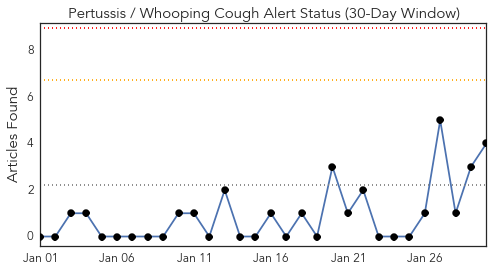 Pertussis / Whooping Cough Alert Status (30-Day Window)
Articles Found
8
6
4
2
0
Jan 01 Jan 06 Jan 11 Jan 16 Jan 21 Jan 26